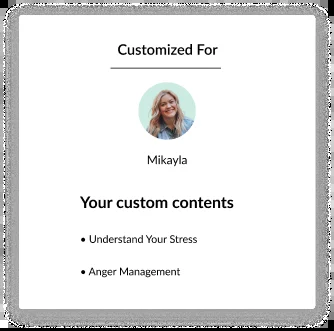 Customized For
Mikayla
Your custom contents
• Understand Your Stress
• Anger Management